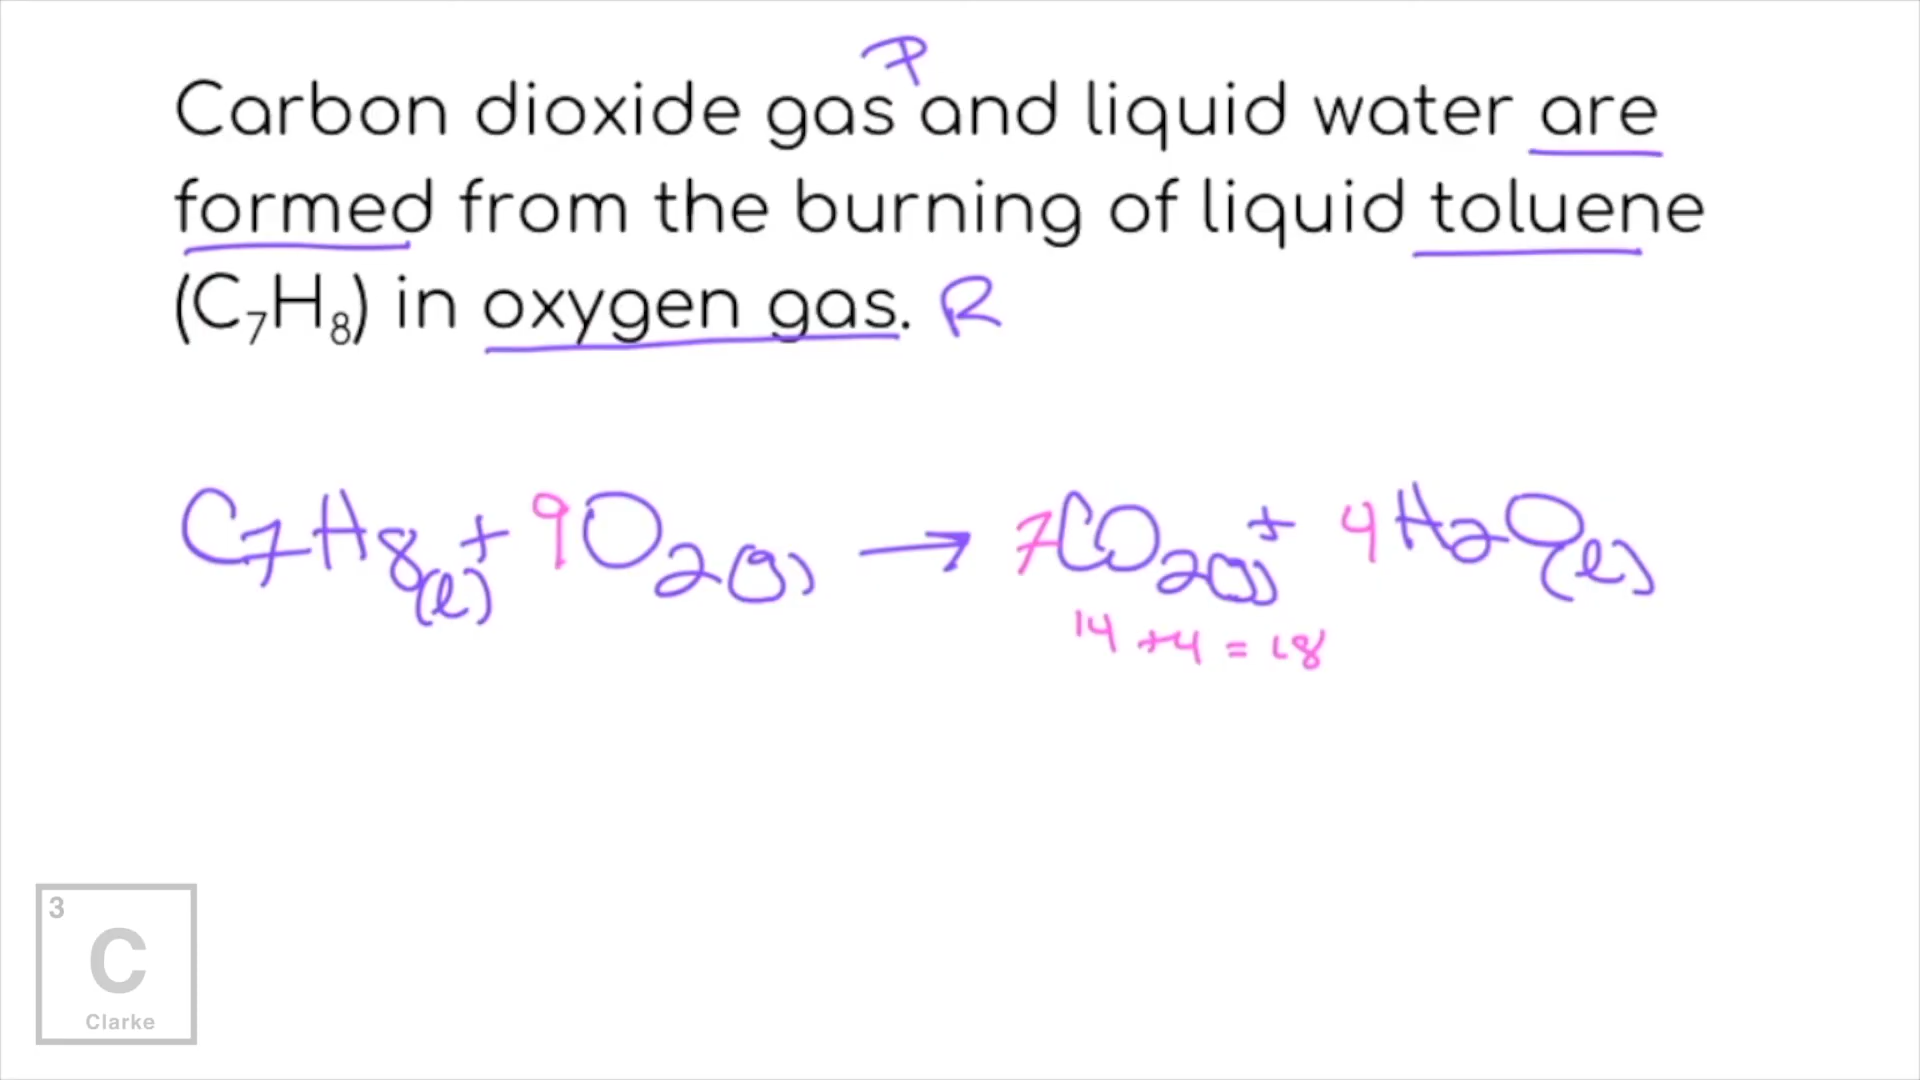 P
Carbon dioxide gas and liquid water are
formed from the burning of liquid toluene
(C₇H₈) in oxygen gas. R
C₇H₈(l) + 9O₂(g) → 7CO₂(g) + 4H₂O(l)
14 + 4 = 18
3
C
Clarke